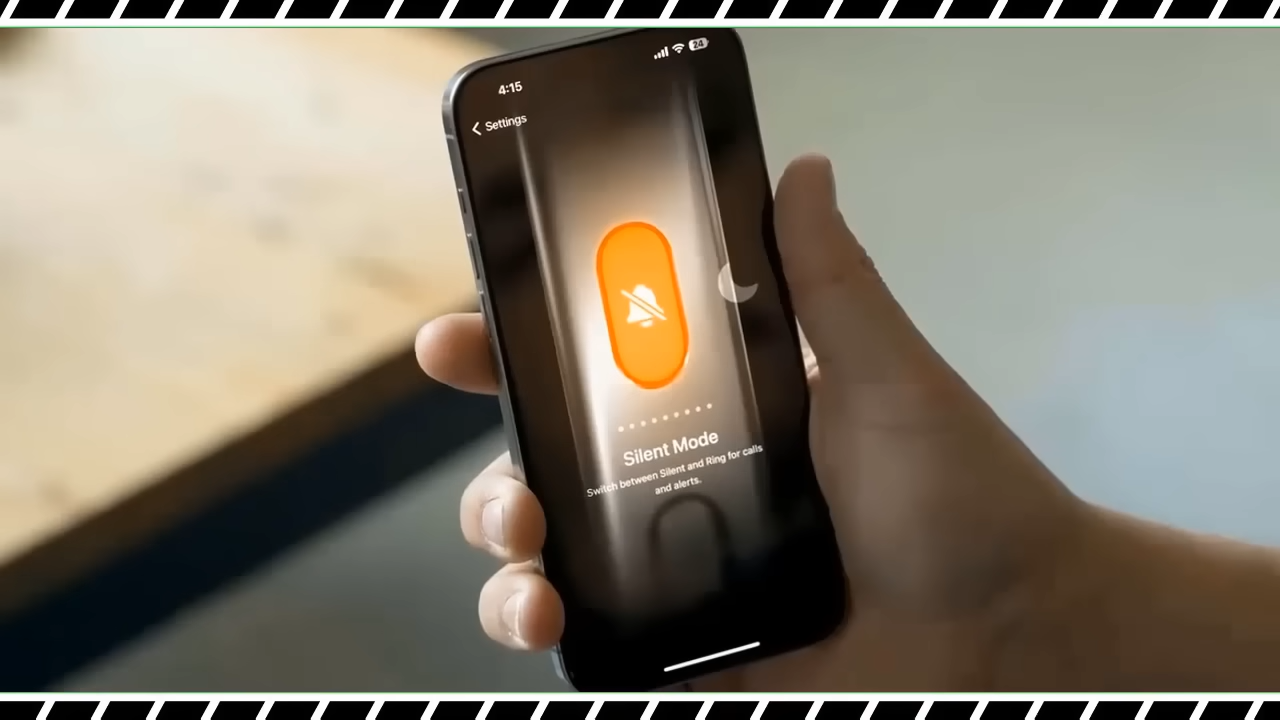 24
4:15
Settings
Silent Mode
Switch between Silent and Ring for calls
and alerts.